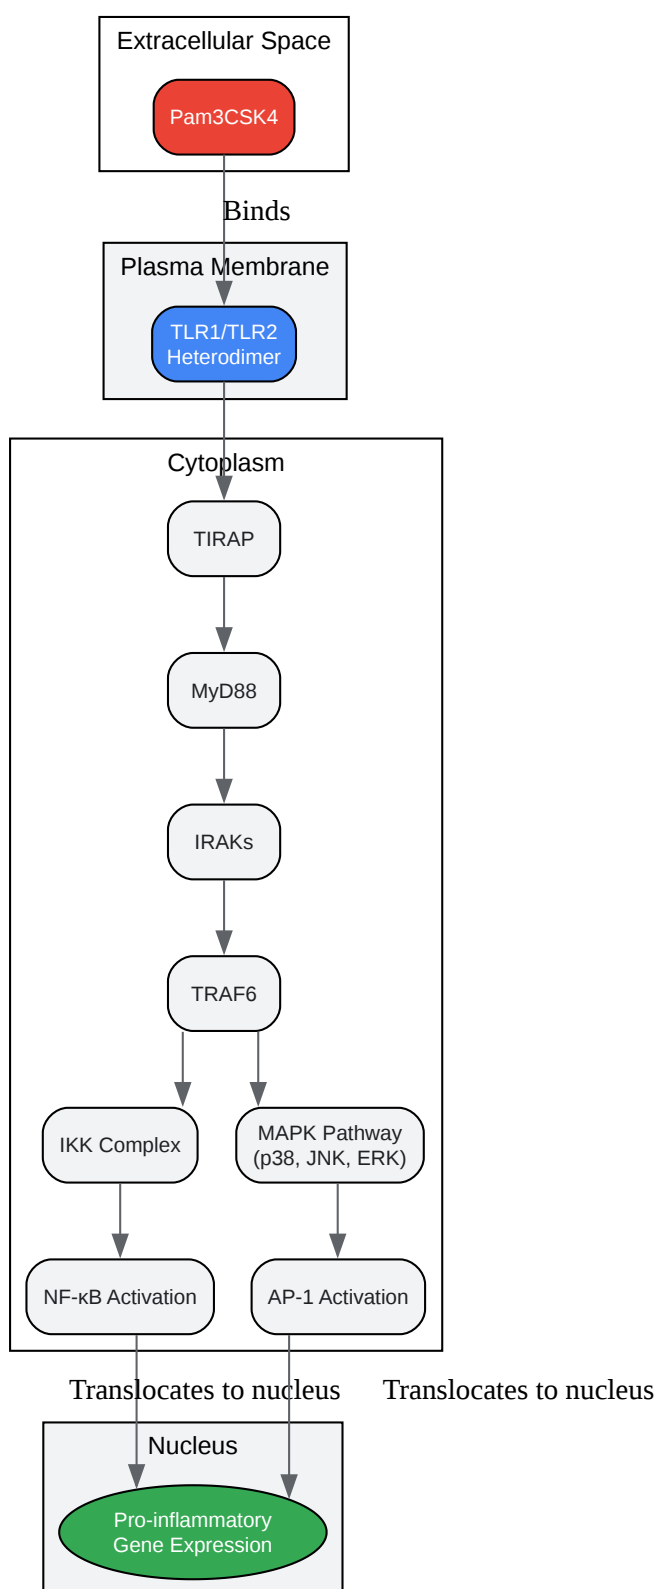 Extracellular Space
Pam3CSK4
Binds
Plasma Membrane
TLR1/TLR2
Heterodimer
Cytoplasm
TIRAP
MyD88
IRAKs
TRAF6
IKK Complex
MAPK Pathway
(p38, JNK, ERK)
NF-κB Activation
AP-1 Activation
Translocates to nucleus
Translocates to nucleus
Nucleus
Pro-inflammatory
Gene Expression